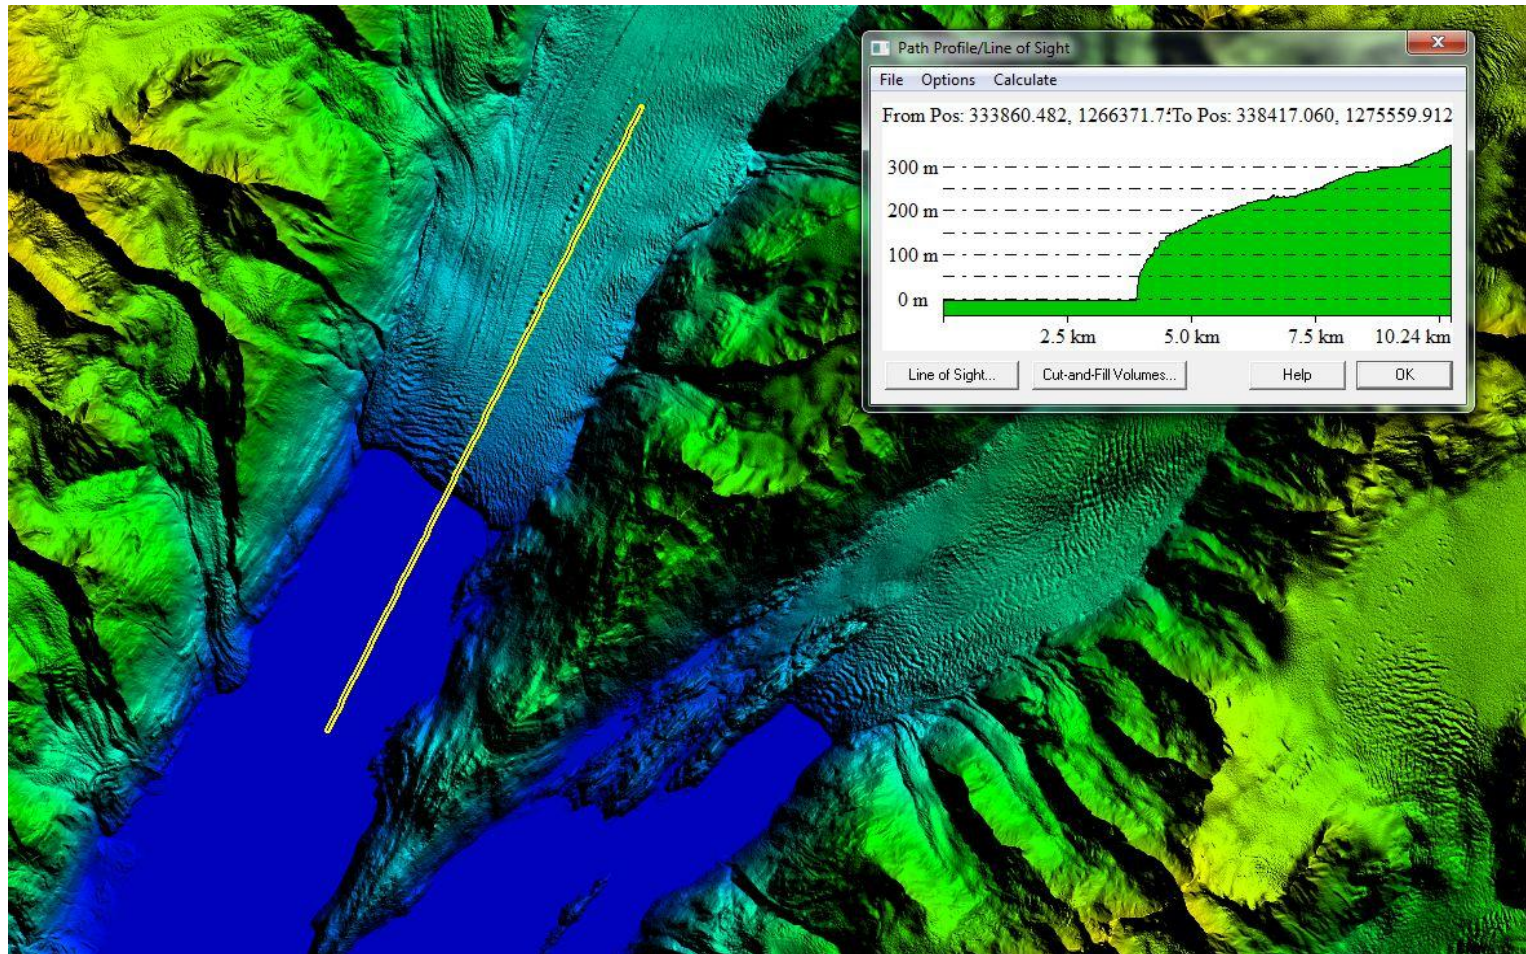 Path Profile/Line of Sight
File Options Calculate
From Pos: 333860.482, 1266371.7 To Pos: 338417.060, 1275559.912
300 m
200 m
100 m
0 m
2.5 km 5.0 km 7.5 km 10.24 km
Line of Sight... Cut-and-Fill Volumes... Help OK